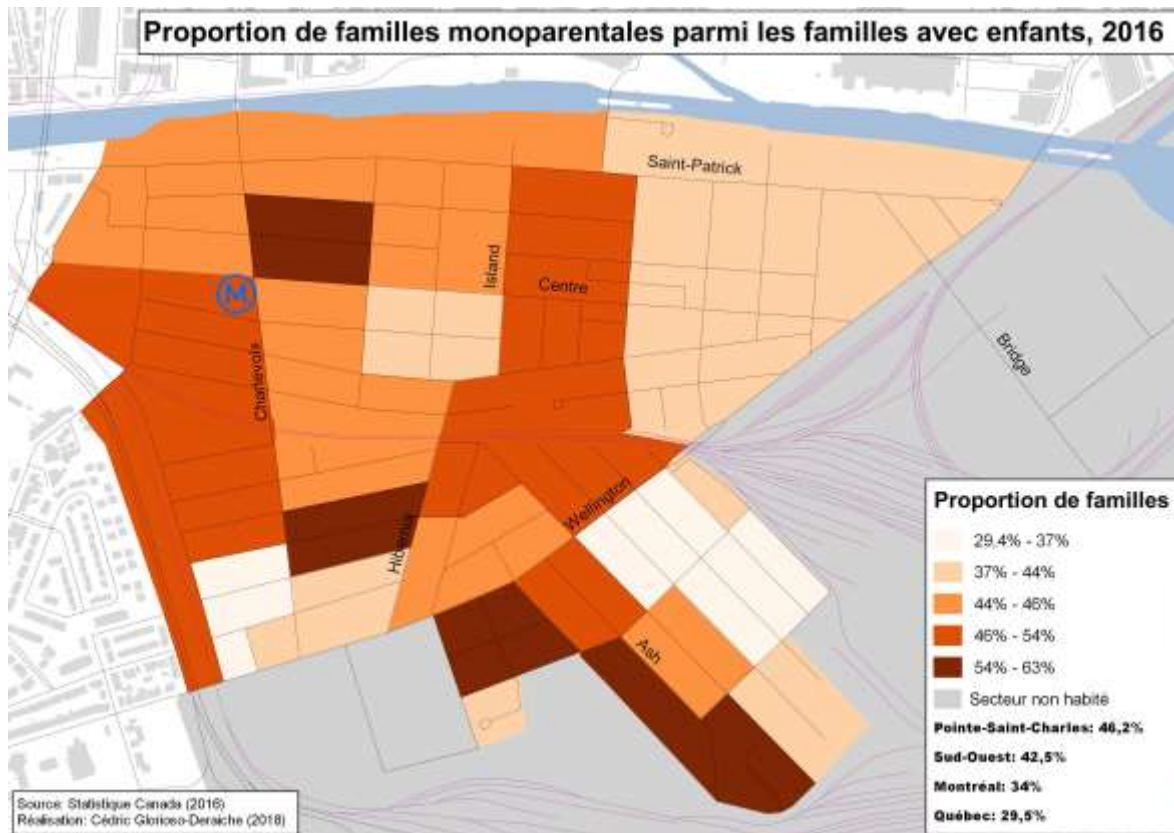 Proportion de familles monoparentales parmi les familles avec enfants, 2016
Saint-Patrick
Island
Centre
M
Charlevoix
Bridge
Wellington
Hibernia
Ash
Proportion de familles
29,4% - 37%
37% - 44%
44% - 46%
46% - 54%
54% - 63%
Secteur non habité
Pointe-Saint-Charles: 46,2%
Sud-Ouest: 42,5%
Montréal: 34%
Québec: 29,5%
Source: Statistique Canada (2016)
Réalisation: Cédric Glorioso-Deraiche (2018)